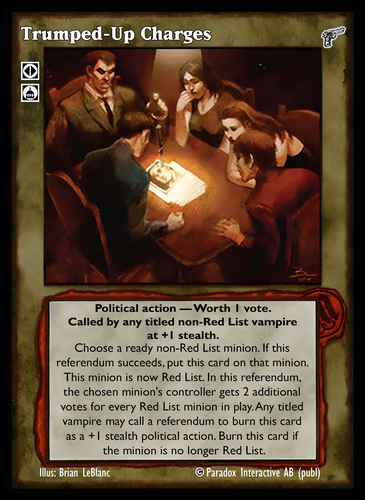 Trumped-Up Charges
Political action — Worth 1 vote.
Called by any titled non-Red List vampire
at +1 stealth.
Choose a ready non-Red List minion. If this
referendum succeeds, put this card on that minion.
This minion is now Red List. In this referendum,
the chosen minion's controller gets 2 additional
votes for every Red List minion in play. Any titled
vampire may call a referendum to burn this card
as a +1 stealth political action. Burn this card if
the minion is no longer Red List.
Illus: Brian LeBlanc © Paradox Interactive AB (publ)